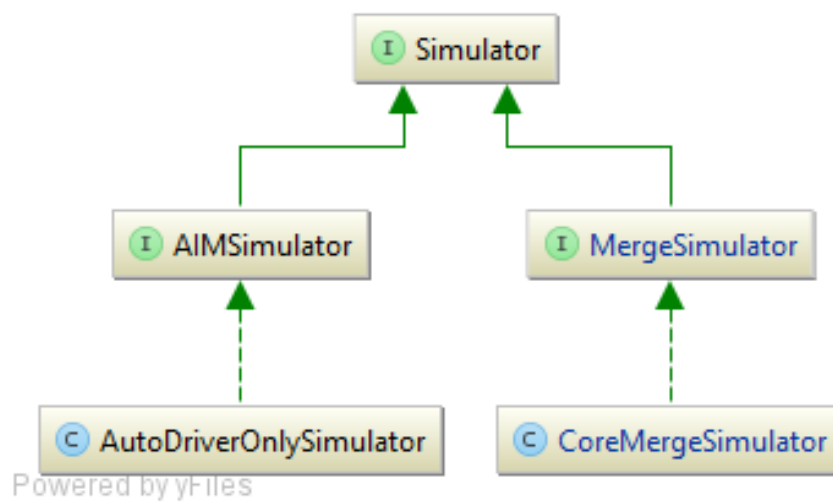 I Simulator
I AIMSimulator
I MergeSimulator
C AutoDriverOnlySimulator
C CoreMergeSimulator
Powered by yFiles